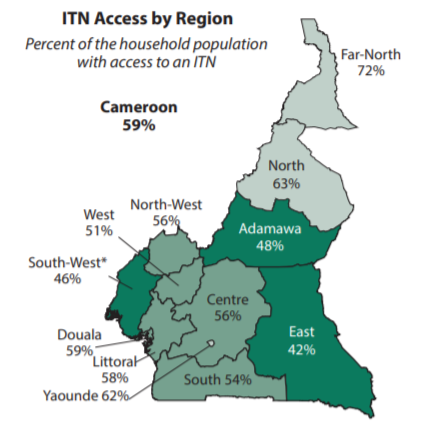 ITN Access by Region
Percent of the household population
with access to an ITN
Cameroon
59%
Far-North
72%
North
63%
North-West
56%
West
51%
Adamawa
48%
South-West*
46%
Centre
56%
East
42%
Douala
59%
Littoral
58%
South 54%
Yaounde 62%